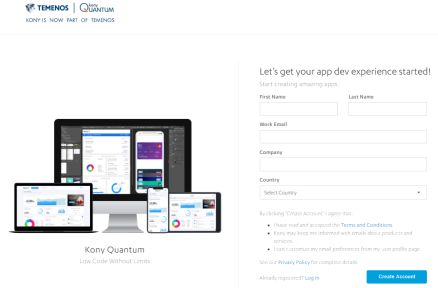 TEMENOS | Kony QUANTUM
KONY IS NOW PART OF TEMENOS
Let's get your app dev experience started!
Start creating amazing apps.
First Name Last Name
Work Email
Company
Country
Select Country
By clicking "Create Account" I agree that:
I have read and accepted the Terms and Conditions.
Kony may keep me informed with emails about products and
services.
I can customize my email preferences from my user profile page.
See our Privacy Policy for complete details.
Already registered? Log in
Create Account
Kony Quantum
Low Code Without Limits